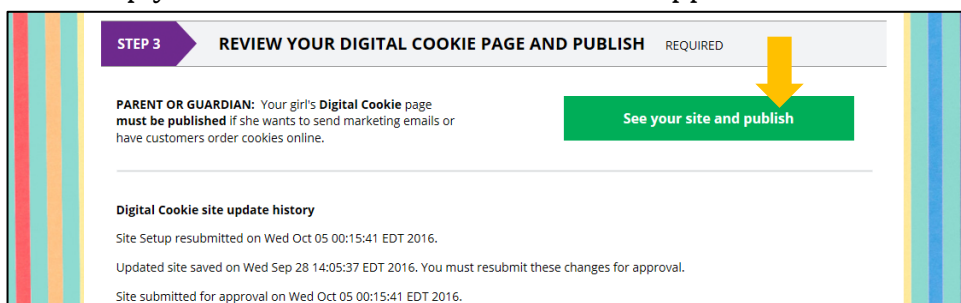 STEP 3 REVIEW YOUR DIGITAL COOKIE PAGE AND PUBLISH REQUIRED
PARENT OR GUARDIAN: Your girl's Digital Cookie page
must be published if she wants to send marketing emails or
have customers order cookies online.
See your site and publish
Digital Cookie site update history
Site Setup resubmitted on Wed Oct 05 00:15:41 EDT 2016.
Updated site saved on Wed Sep 28 14:05:37 EDT 2016. You must resubmit these changes for approval.
Site submitted for approval on Wed Oct 05 00:15:41 EDT 2016.